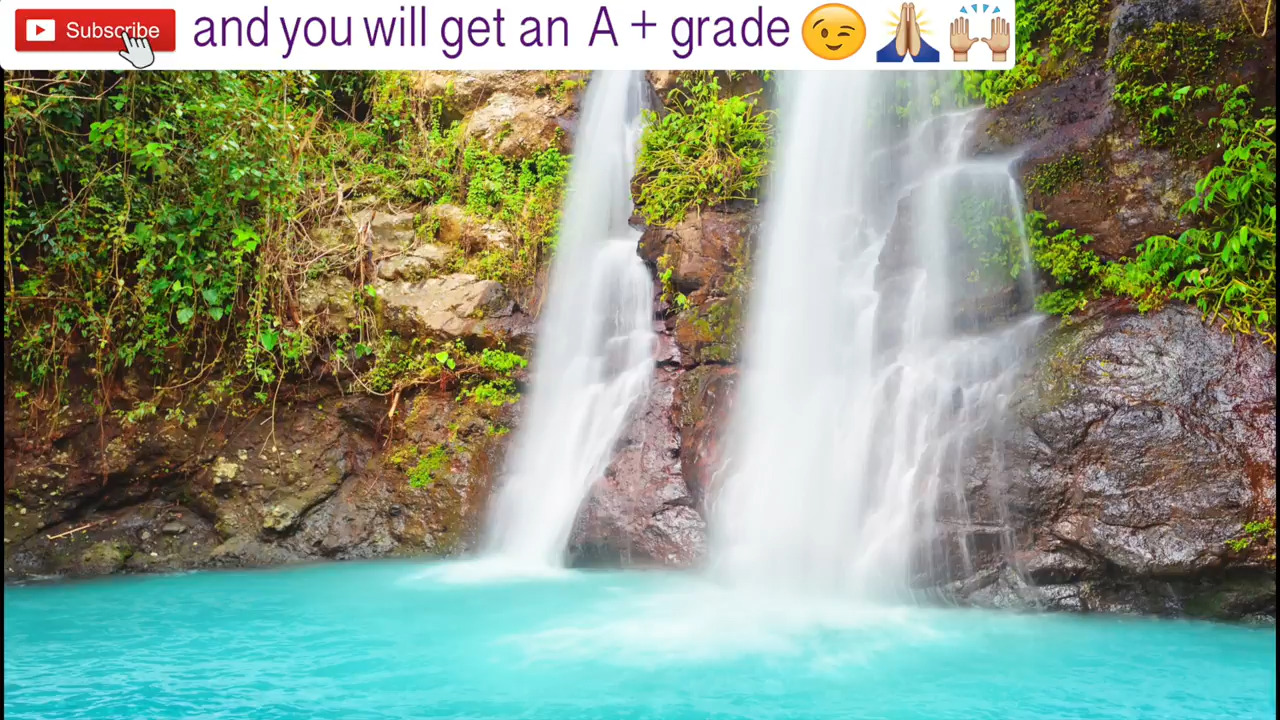 Subscribe and you will get an A + grade 😉 🙏 🙌